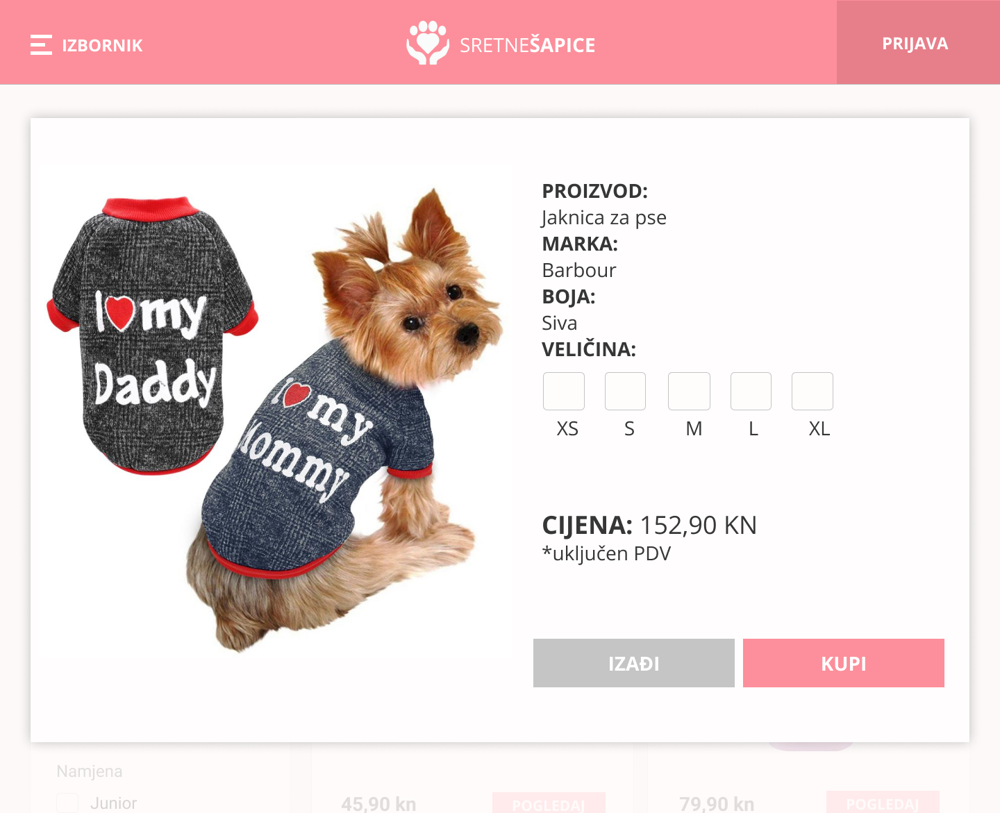 IZBORNIK
SRETNEŠAPICE
PRIJAVA
I my
Daddy
I my
Mommy
PROIZVOD:
Jaknica za pse
MARKA:
Barbour
BOJA:
Siva
VELIČINA:
XS S M L XL
CIJENA: 152,90 KN
*uključen PDV
IZAĐI
KUPI
Namjena
Junior
45,90 kn
POGLEDAJ
79,90 kn
POGLEDAJ